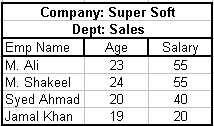 Company: Super Soft
Dept: Sales
Emp Name Age Salary
M. Ali 23 55
M. Shakeel 24 55
Syed Ahmad 20 40
Jamal Khan 19 20